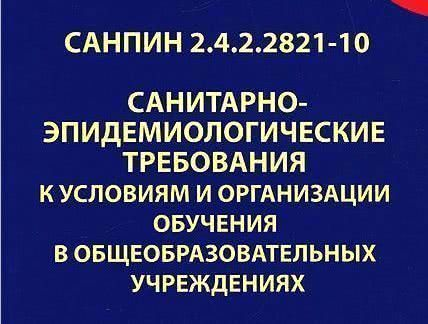 САНПИН 2.4.2.2821-10
САНИТАРНО-
ЭПИДЕМИОЛОГИЧЕСКИЕ
ТРЕБОВАНИЯ
К УСЛОВИЯМ И ОРГАНИЗАЦИИ
ОБУЧЕНИЯ
В ОБЩЕОБРАЗОВАТЕЛЬНЫХ
УЧРЕЖДЕНИЯХ